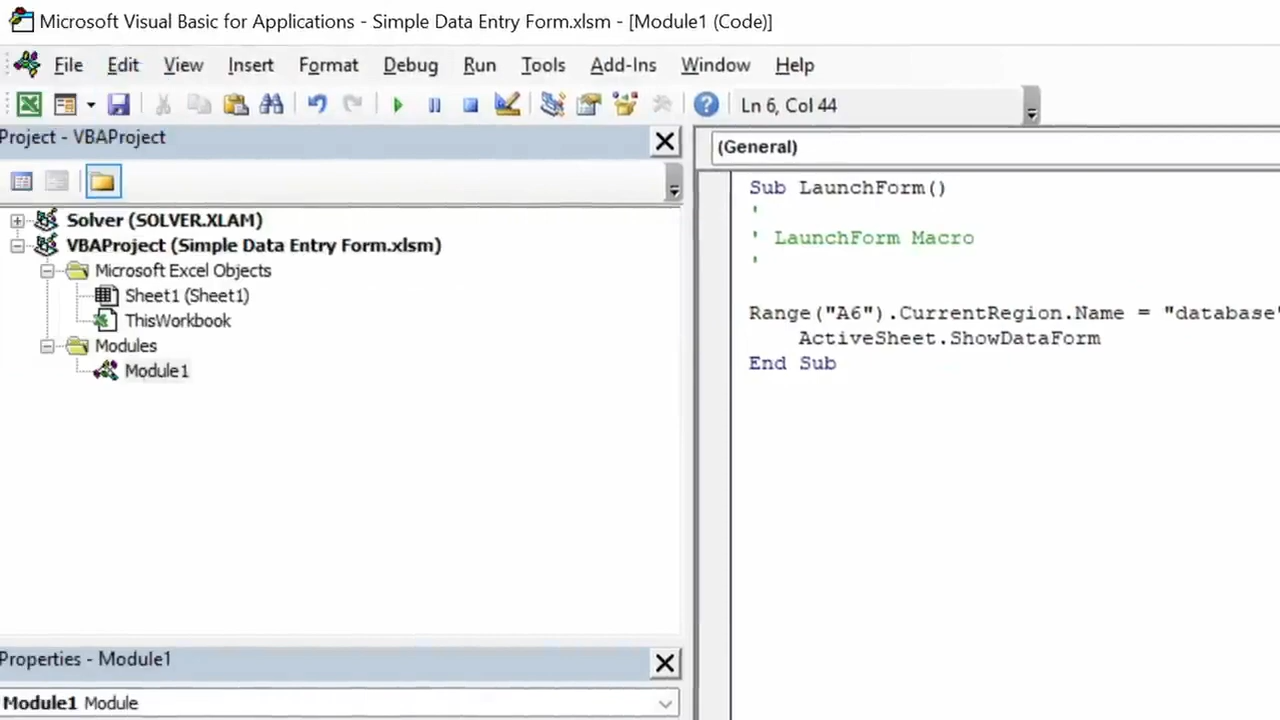 Microsoft Visual Basic for Applications - Simple Data Entry Form.xlsm - [Module1 (Code)]
File Edit View Insert Format Debug Run Tools Add-Ins Window Help
Ln 6, Col 44
Project - VBAProject
(General)
Solver (SOLVER.XLAM)
VBAProject (Simple Data Entry Form.xlsm)
Microsoft Excel Objects
Sheet1 (Sheet1)
ThisWorkbook
Modules
Module1
Sub LaunchForm()
'
' LaunchForm Macro
'
Range("A6").CurrentRegion.Name = "database"
ActiveSheet.ShowDataForm
End Sub
Properties - Module1
Module1 Module